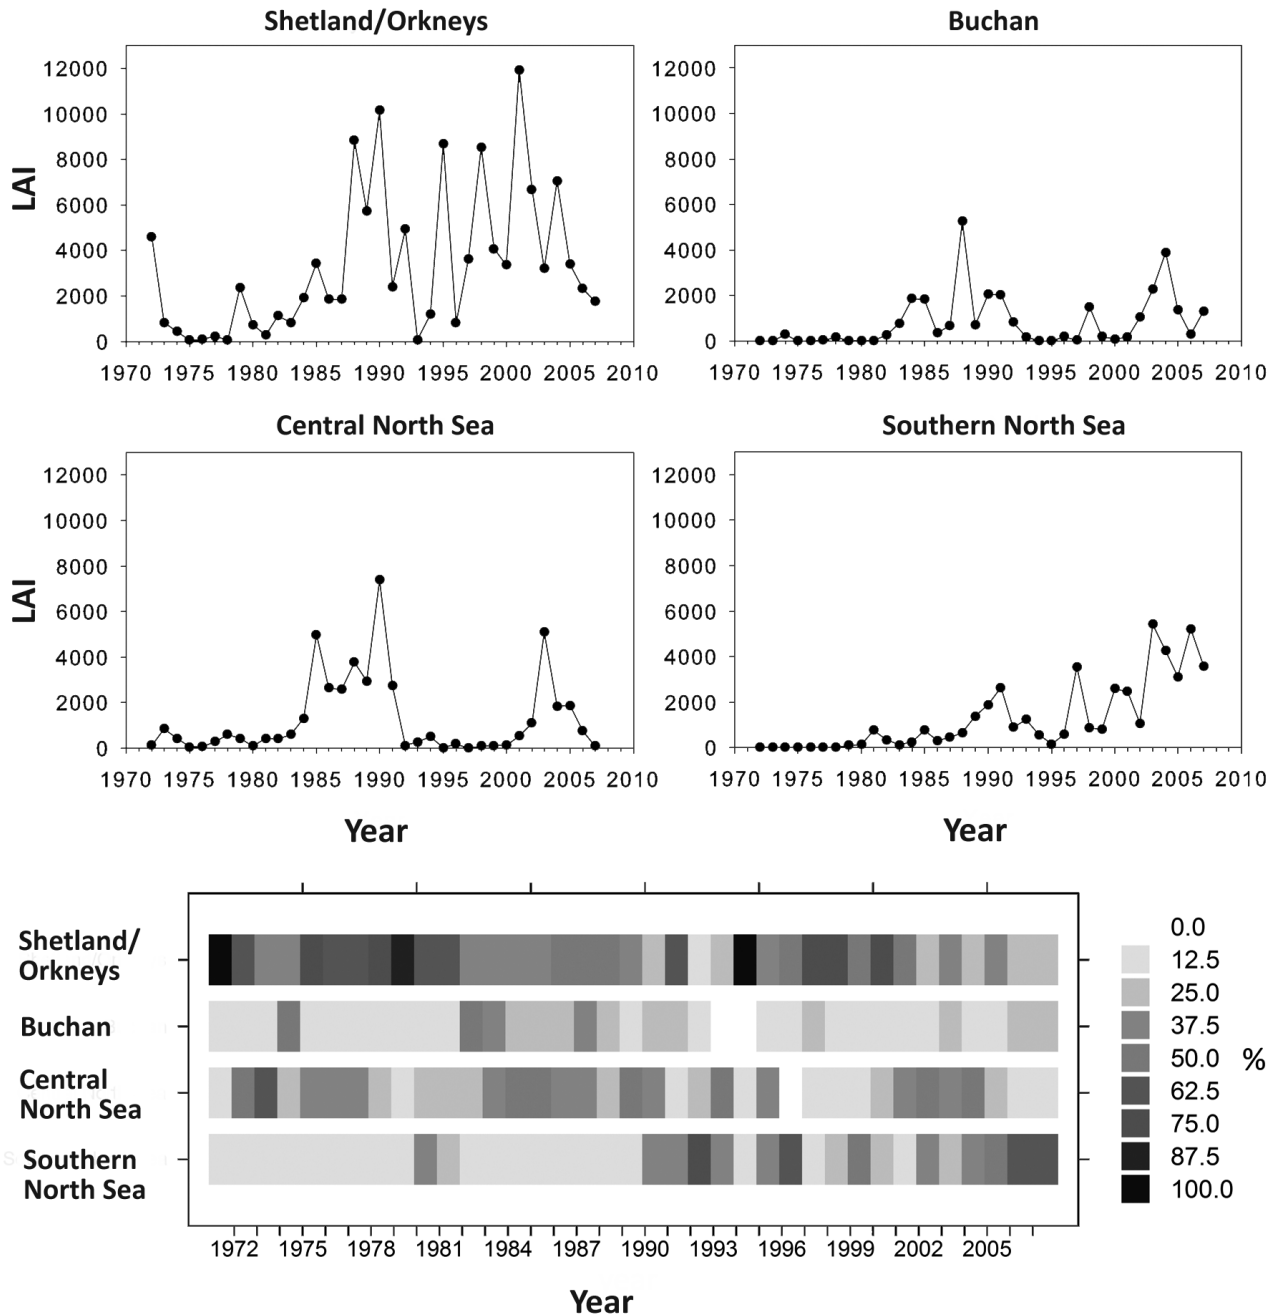 Shetland/Orkneys Buchan
12000 12000
10000 10000
8000 8000
6000 6000
4000 4000
2000 2000
0 0
LAI
1970 1975 1980 1985 1990 1995 2000 2005 2010 1970 1975 1980 1985 1990 1995 2000 2005 2010
Central North Sea Southern North Sea
12000 12000
10000 10000
8000 8000
6000 6000
4000 4000
2000 2000
0 0
LAI
1970 1975 1980 1985 1990 1995 2000 2005 2010 1970 1975 1980 1985 1990 1995 2000 2005 2010
Year Year
Shetland/
Orkneys
Buchan
Central
North Sea
Southern
North Sea
0.0
12.5
25.0
37.5
50.0 %
62.5
75.0
87.5
100.0
1972 1975 1978 1981 1984 1987 1990 1993 1996 1999 2002 2005
Year